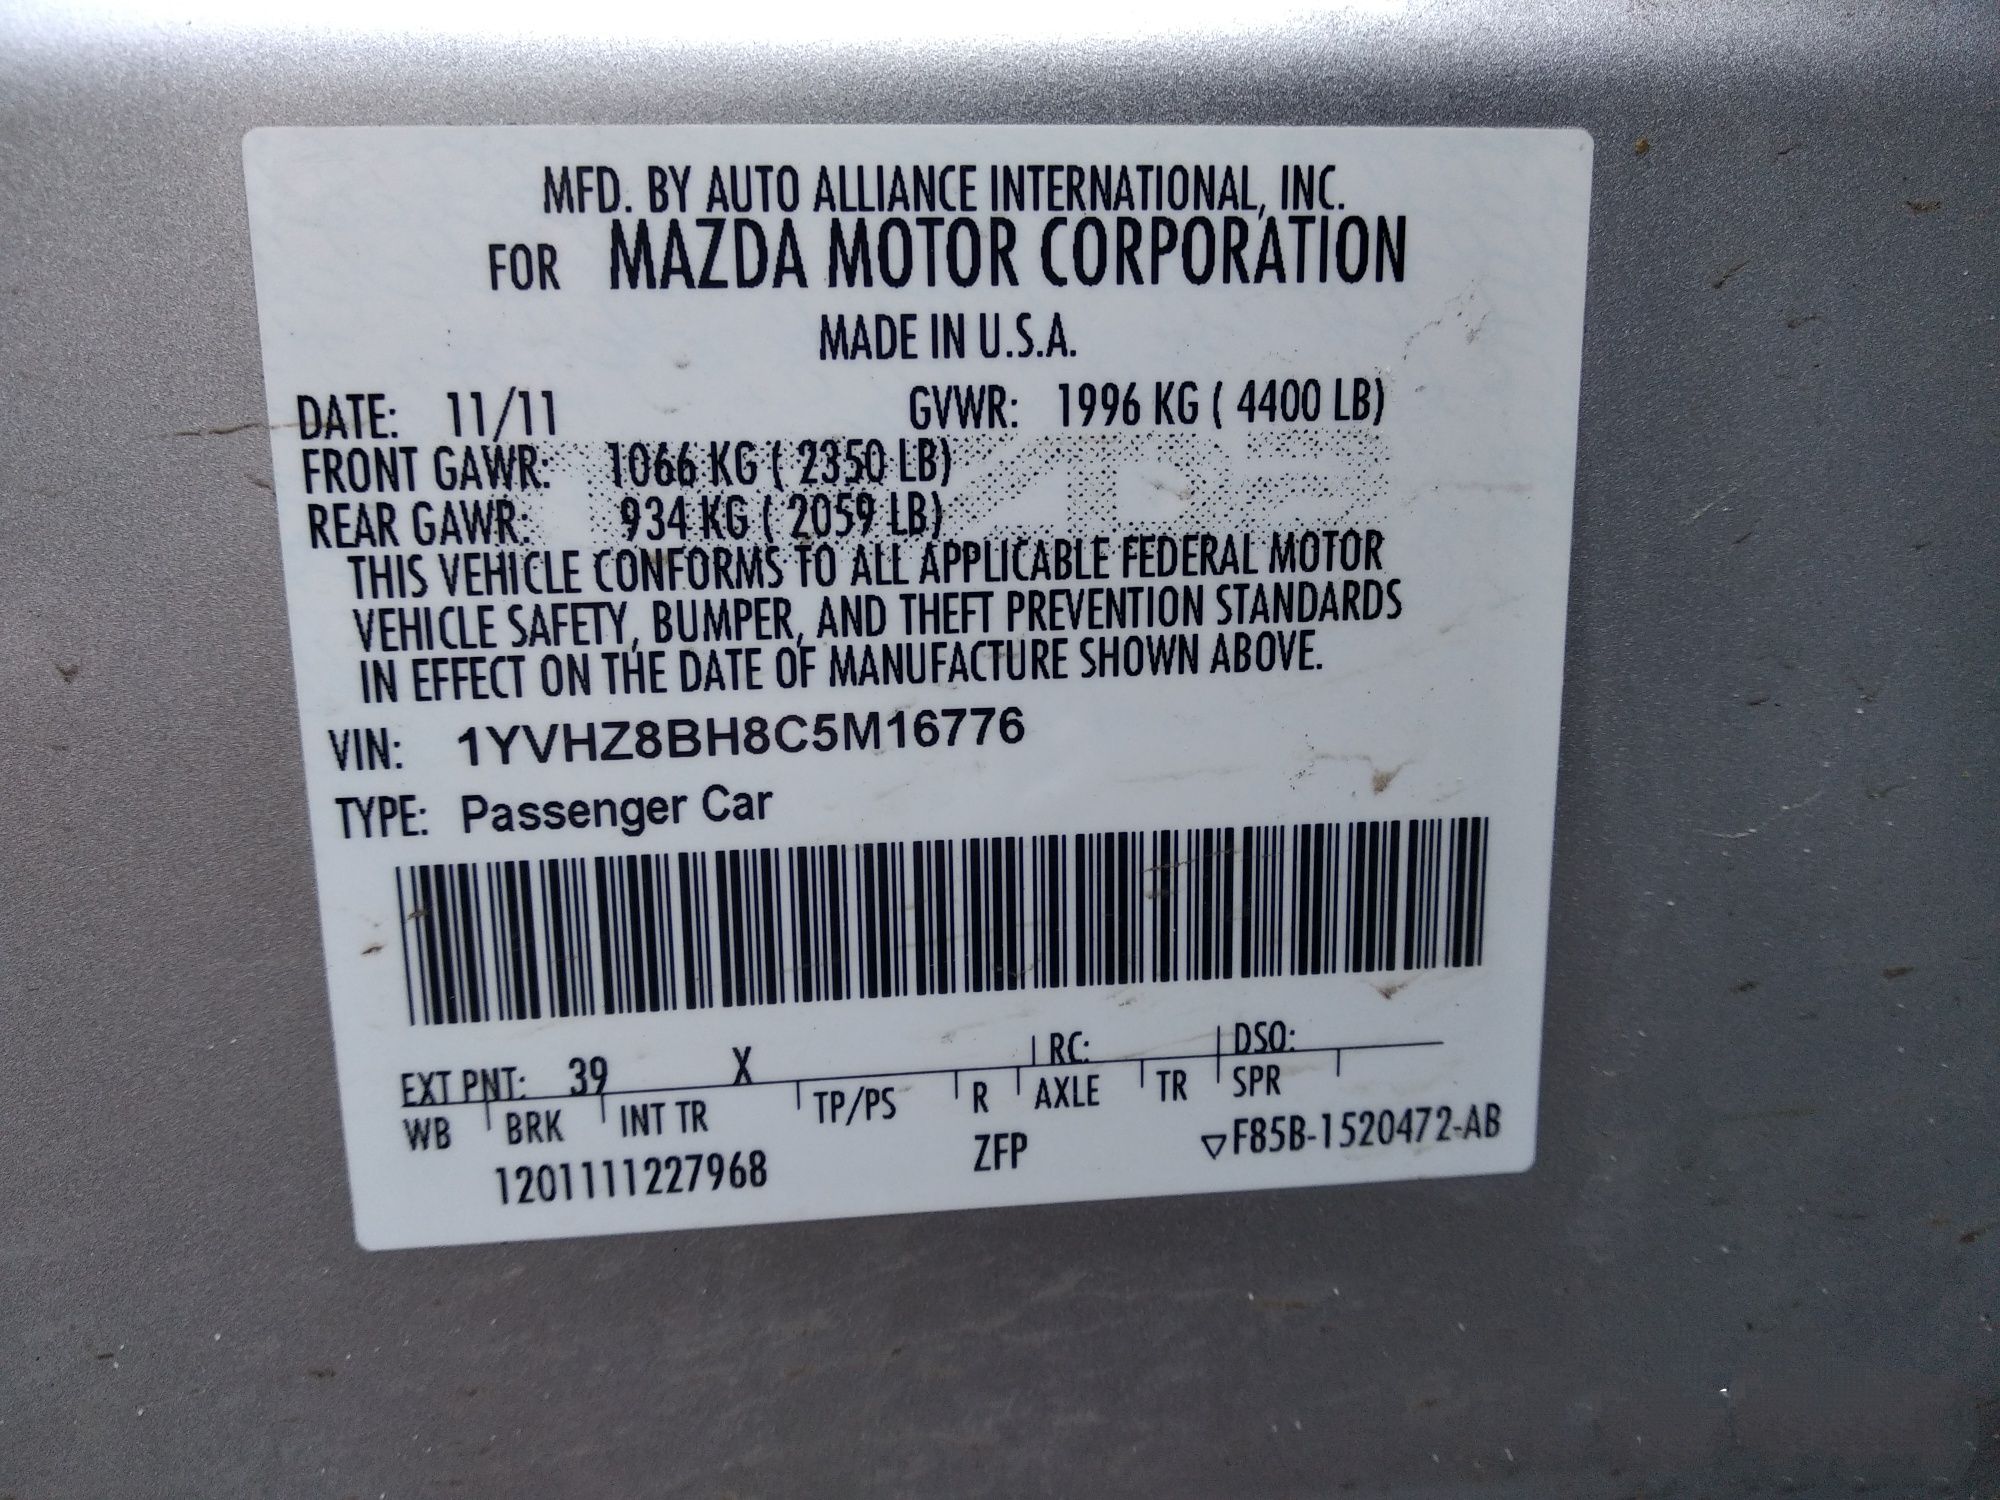 MFD. BY AUTO ALLIANCE INTERNATIONAL, INC.
FOR MAZDA MOTOR CORPORATION
MADE IN U.S.A.
DATE: 11/11 GVWR: 1996 KG ( 4400 LB)
FRONT GAWR: 1066 KG ( 2350 LB)
REAR GAWR: 934 KG ( 2059 LB)
THIS VEHICLE CONFORMS TO ALL APPLICABLE FEDERAL MOTOR
VEHICLE SAFETY, BUMPER, AND THEFT PREVENTION STANDARDS
IN EFFECT ON THE DATE OF MANUFACTURE SHOWN ABOVE.
VIN: 1YVHZ8BH8C5M16776
TYPE: Passenger Car
EXT PNT: 39 X RC: DSO:
WB BRK INT TR TP/PS R AXLE TR SPR
1201111227968 ZFP ▽F85B-1520472-AB